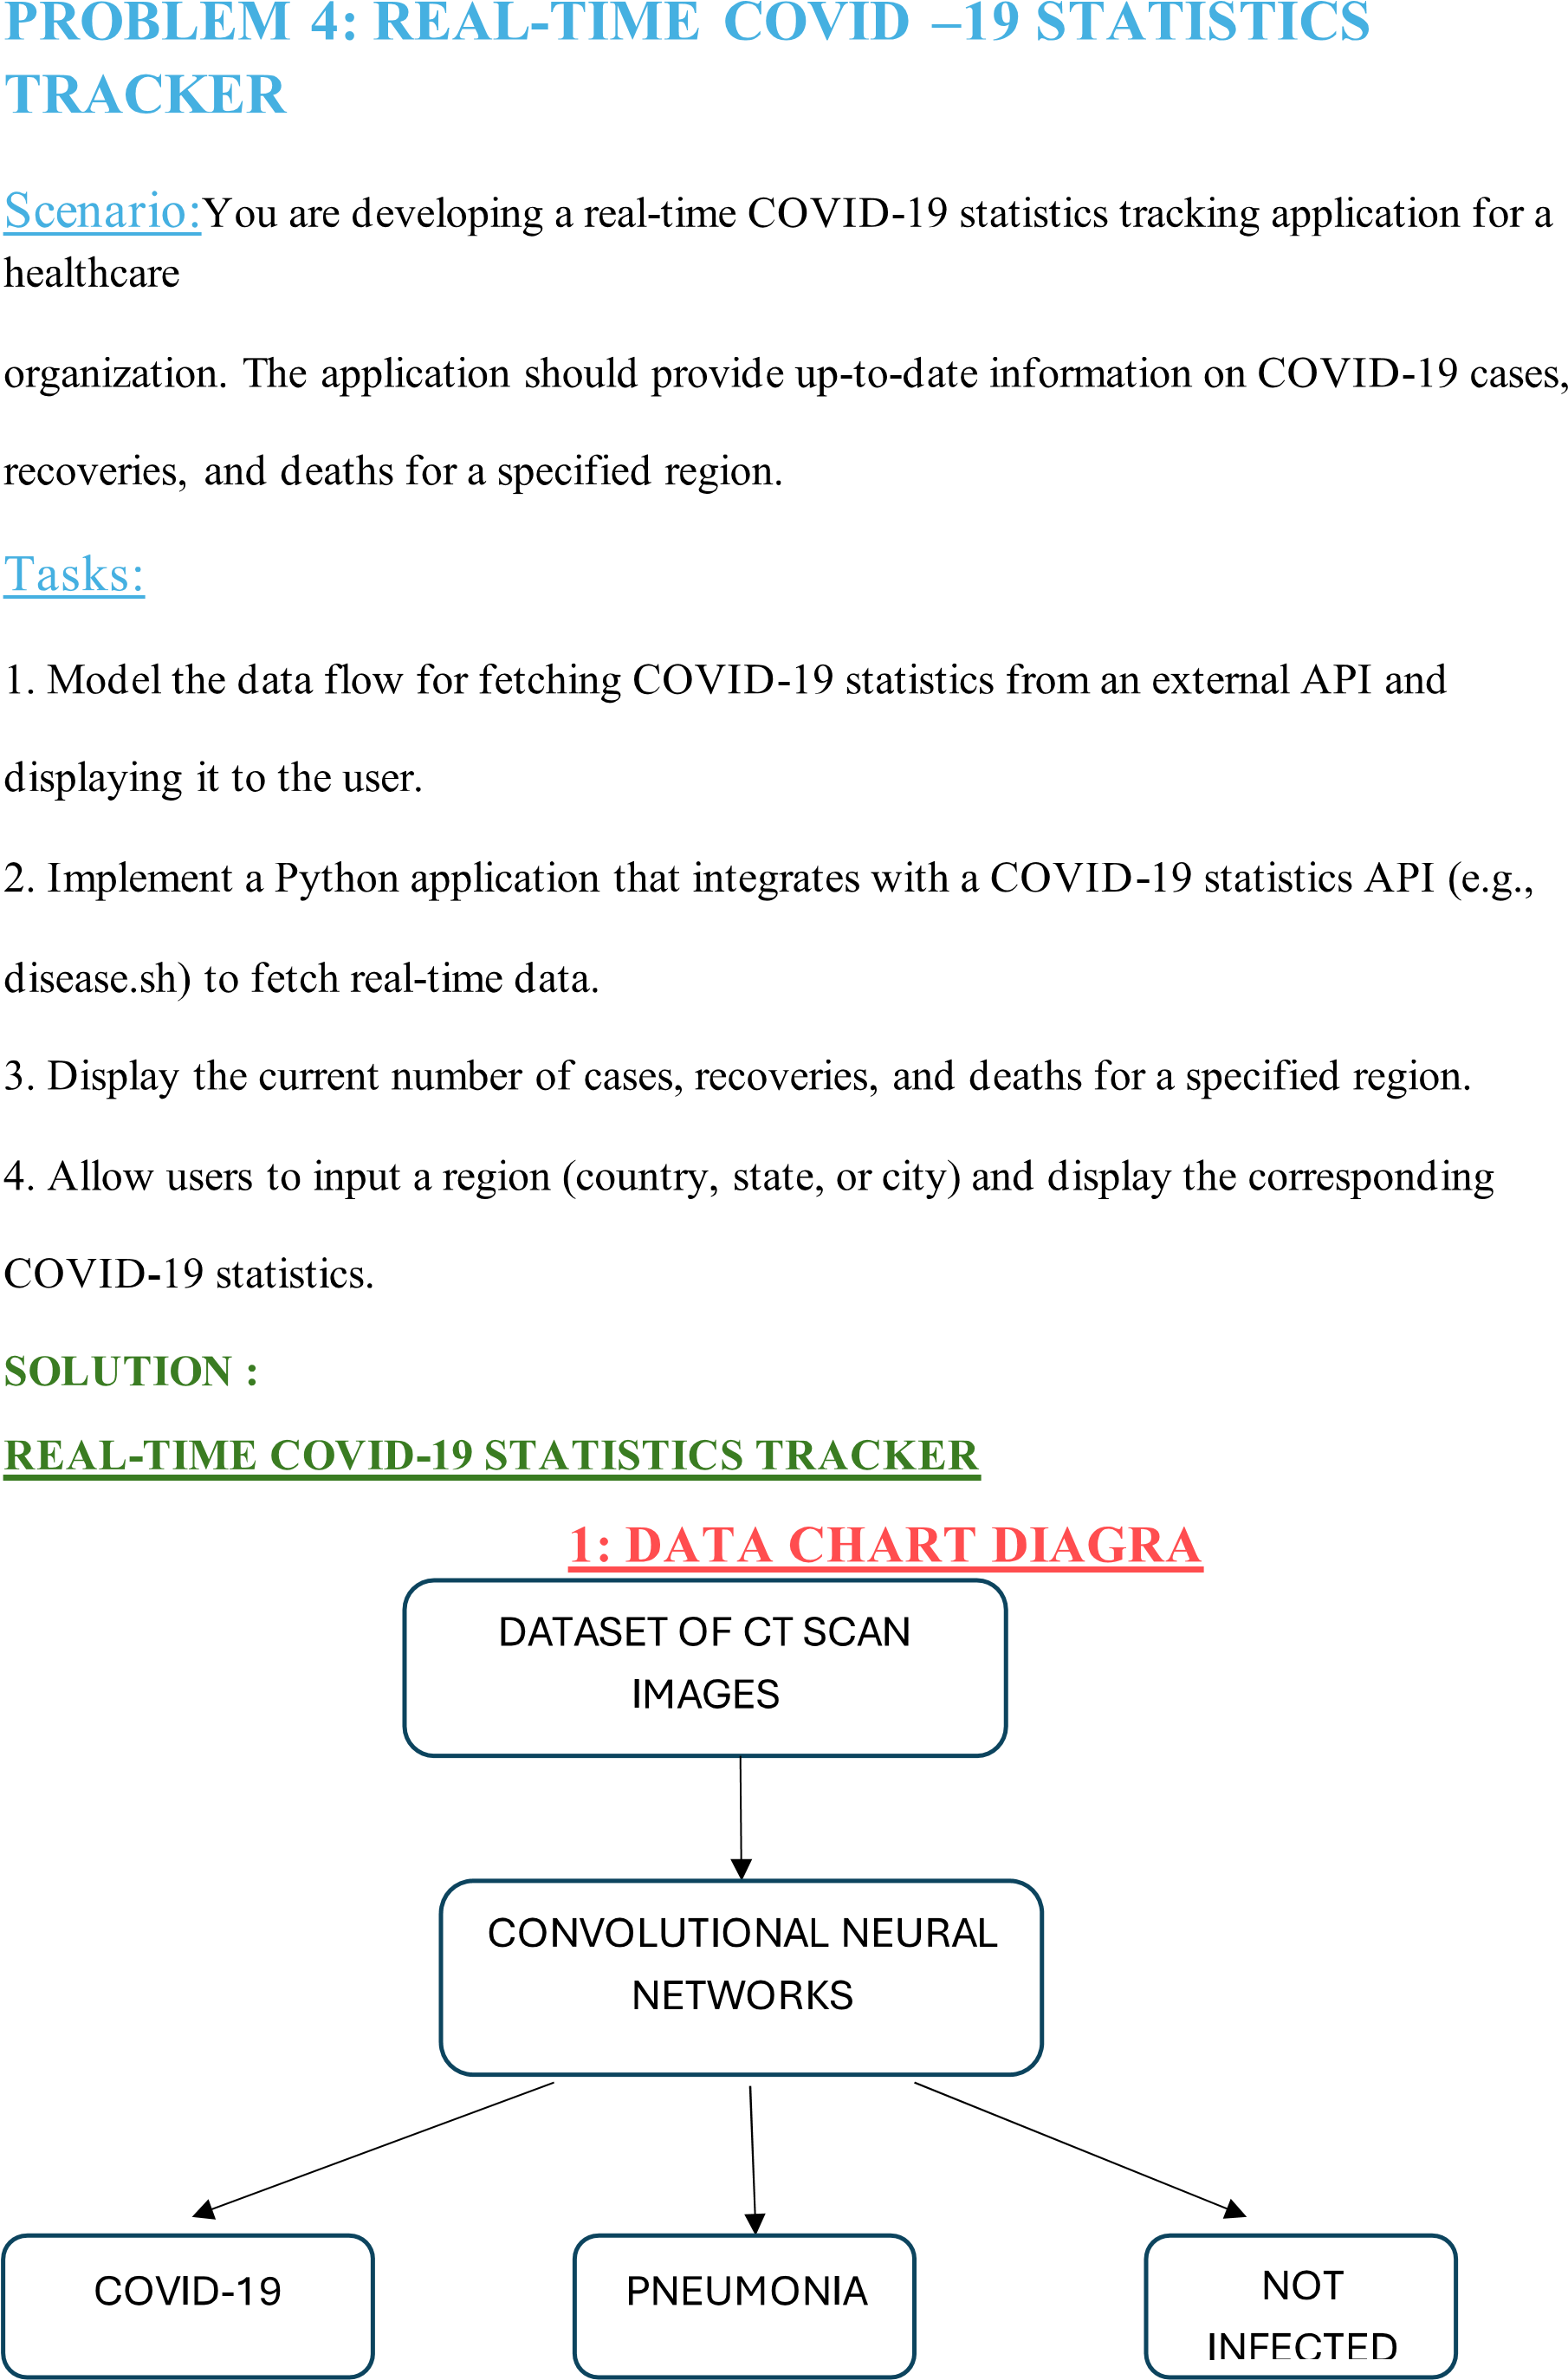 PROBLEM 4: REAL-TIME COVID –19 STATISTICS
TRACKER
Scenario:You are developing a real-time COVID-19 statistics tracking application for a
healthcare
organization. The application should provide up-to-date information on COVID-19 cases,
recoveries, and deaths for a specified region.
Tasks:
1. Model the data flow for fetching COVID-19 statistics from an external API and
displaying it to the user.
2. Implement a Python application that integrates with a COVID-19 statistics API (e.g.,
disease.sh) to fetch real-time data.
3. Display the current number of cases, recoveries, and deaths for a specified region.
4. Allow users to input a region (country, state, or city) and display the corresponding
COVID-19 statistics.
SOLUTION :
REAL-TIME COVID-19 STATISTICS TRACKER
1: DATA CHART DIAGRA
DATASET OF CT SCAN
IMAGES
CONVOLUTIONAL NEURAL
NETWORKS
COVID-19
PNEUMONIA
NOT
INFECTED